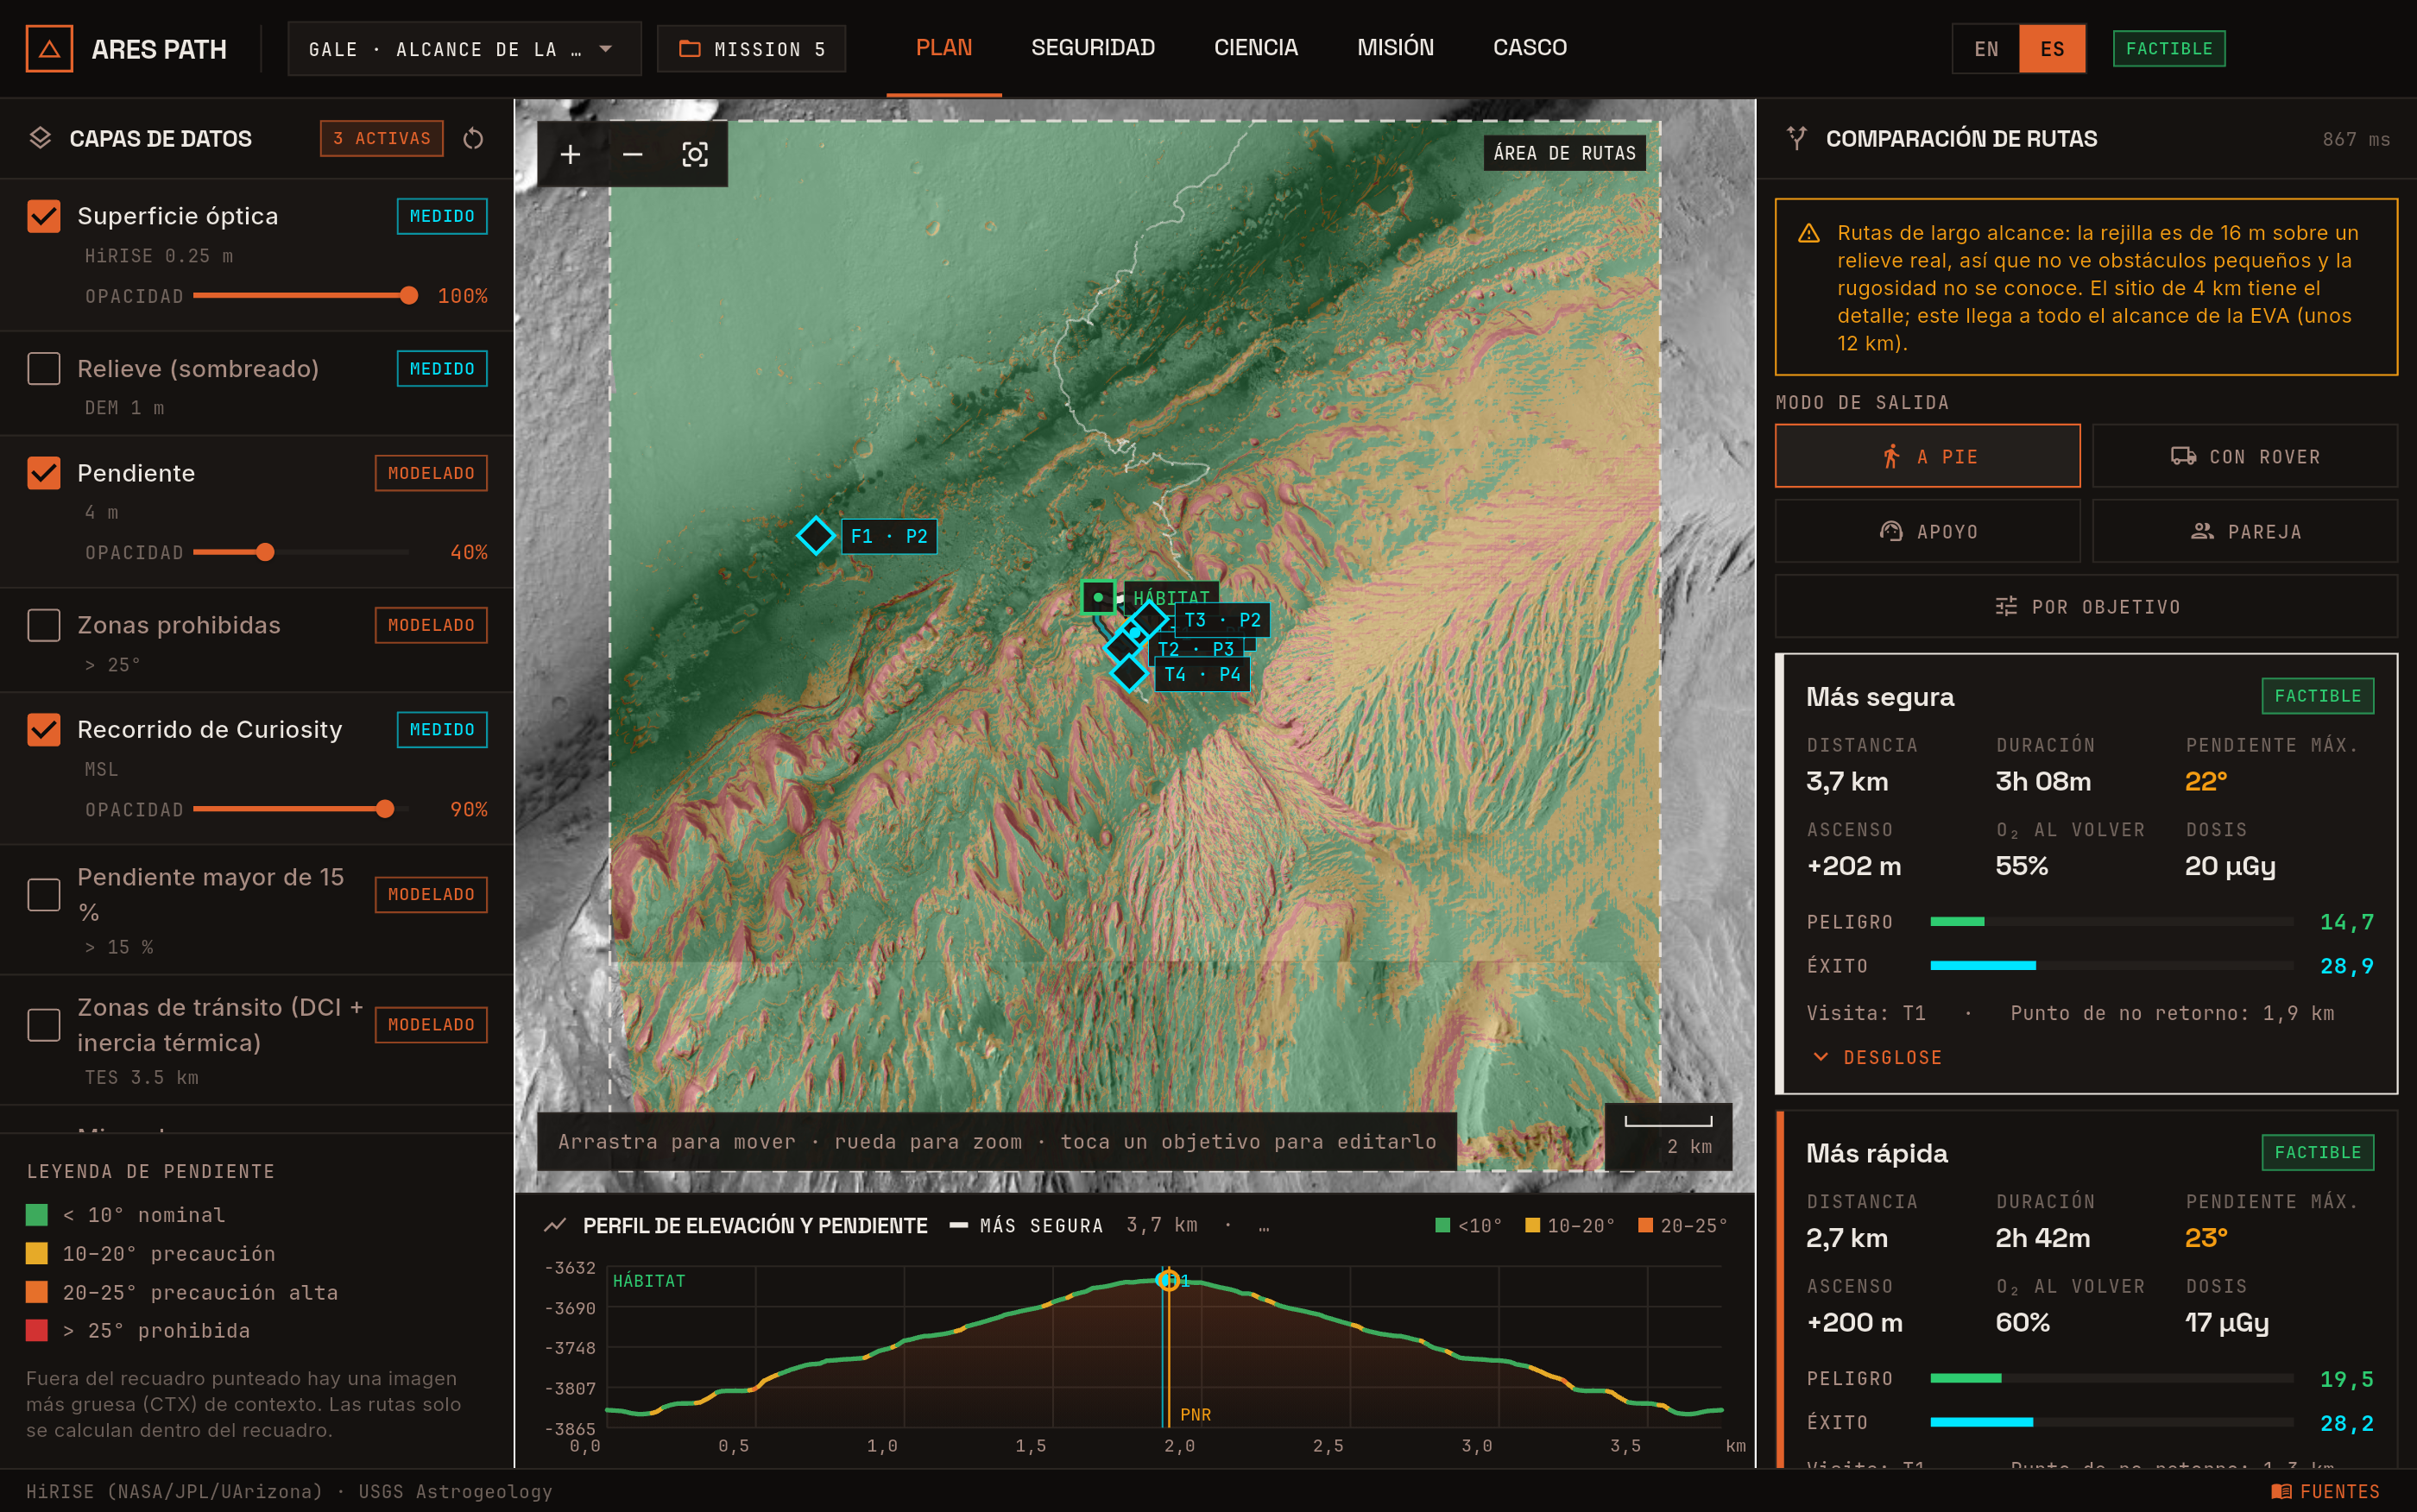 ARES PATH
GALE · ALCANCE DE LA …
MISSION 5
PLAN
SEGURIDAD
CIENCIA
MISIÓN
CASCO
EN
ES
FACTIBLE
CAPAS DE DATOS
3 ACTIVAS
Superficie óptica
MEDIDO
HiRISE 0.25 m
OPACIDAD
100%
Relieve (sombreado)
MEDIDO
DEM 1 m
Pendiente
MODELADO
4 m
OPACIDAD
40%
Zonas prohibidas
MODELADO
> 25°
Recorrido de Curiosity
MEDIDO
MSL
OPACIDAD
90%
Pendiente mayor de 15
%
MODELADO
> 15 %
Zonas de tránsito (DCI +
inercia térmica)
MODELADO
TES 3.5 km
LEYENDA DE PENDIENTE
< 10° nominal
10–20° precaución
20–25° precaución alta
> 25° prohibida
Fuera del recuadro punteado hay una imagen
más gruesa (CTX) de contexto. Las rutas solo
se calculan dentro del recuadro.
ÁREA DE RUTAS
F1 · P2
HÁBITAT
T3 · P2
T2 · P3
T4 · P4
Arrastra para mover · rueda para zoom · toca un objetivo para editarlo
2 km
PERFIL DE ELEVACIÓN Y PENDIENTE
MÁS SEGURA
3,7 km · …
<10°
10–20°
20–25°
-3632
-3690
-3748
-3807
-3865
HÁBITAT
T1
PNR
0,0
0,5
1,0
1,5
2,0
2,5
3,0
3,5
km
COMPARACIÓN DE RUTAS
867 ms
Rutas de largo alcance: la rejilla es de 16 m sobre un
relieve real, así que no ve obstáculos pequeños y la
rugosidad no se conoce. El sitio de 4 km tiene el
detalle; este llega a todo el alcance de la EVA (unos
12 km).
MODO DE SALIDA
A PIE
CON ROVER
APOYO
PAREJA
POR OBJETIVO
Más segura
FACTIBLE
DISTANCIA
DURACIÓN
PENDIENTE MÁX.
3,7 km
3h 08m
22°
ASCENSO
O₂ AL VOLVER
DOSIS
+202 m
55%
20 µGy
PELIGRO
14,7
ÉXITO
28,9
Visita: T1 · Punto de no retorno: 1,9 km
DESGLOSE
Más rápida
FACTIBLE
DISTANCIA
DURACIÓN
PENDIENTE MÁX.
2,7 km
2h 42m
23°
ASCENSO
O₂ AL VOLVER
DOSIS
+200 m
60%
17 µGy
PELIGRO
19,5
ÉXITO
28,2
Visita: T1 Punto de no retorno: 1,3 km
HiRISE (NASA/JPL/UArizona) · USGS Astrogeology
FUENTES